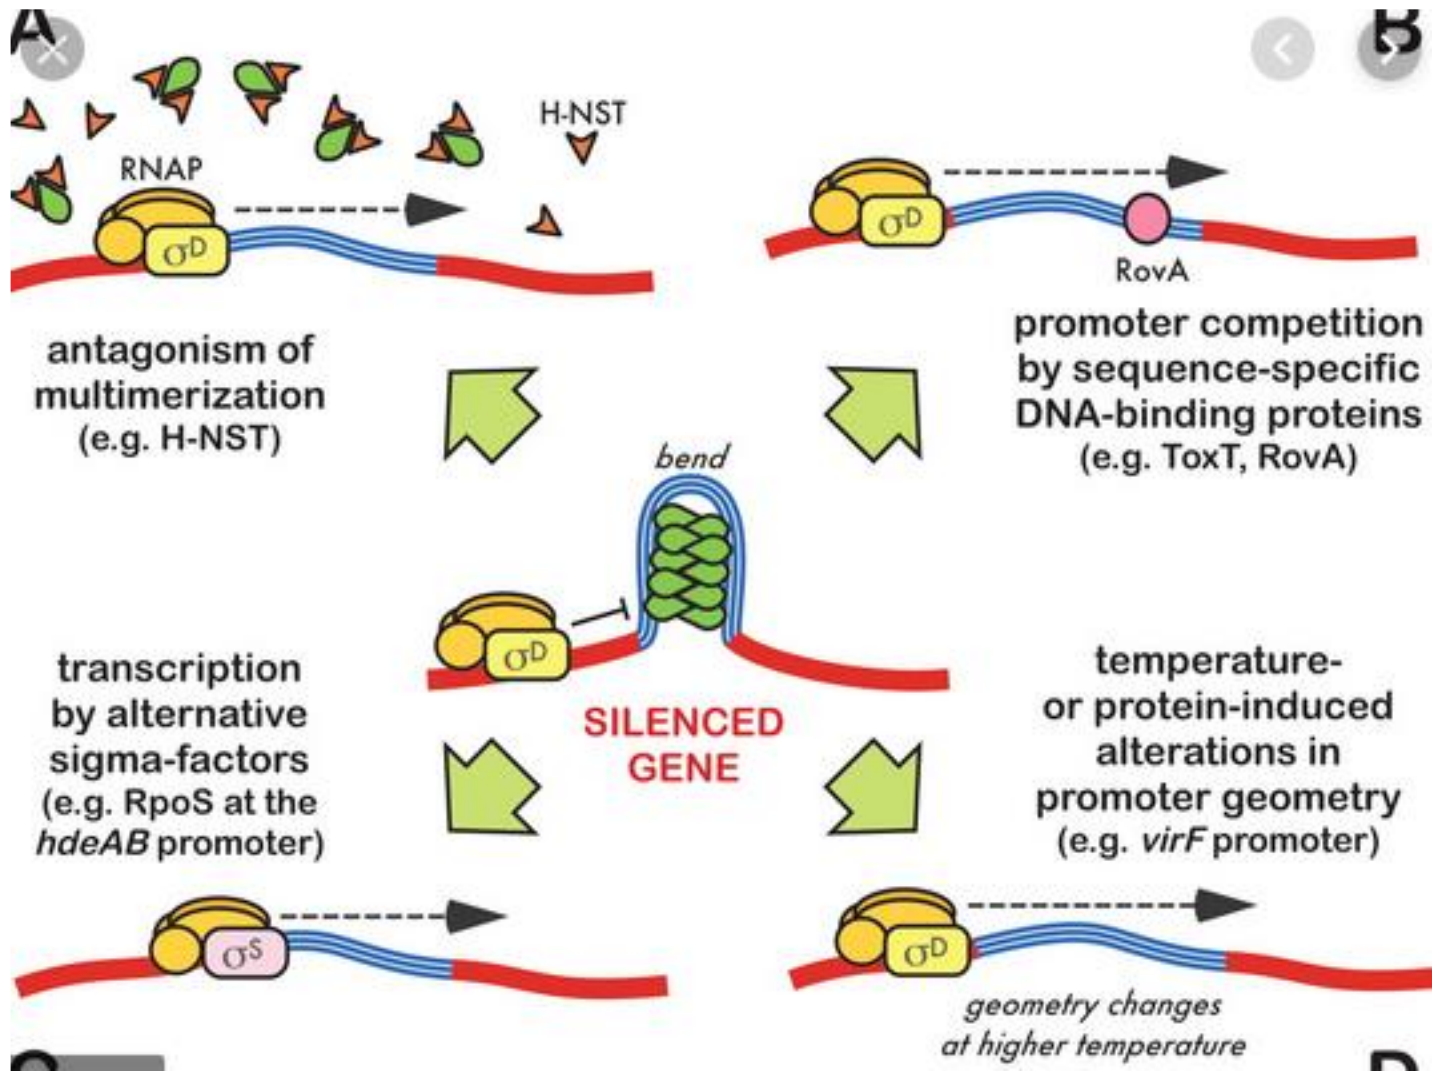 A
B
H-NST
RNAP
σD
σD
RovA
antagonism of
multimerization
(e.g. H-NST)
promoter competition
by sequence-specific
DNA-binding proteins
(e.g. ToxT, RovA)
bend
σD
SILENCED
GENE
transcription
by alternative
sigma-factors
(e.g. RpoS at the
hdeAB promoter)
temperature-
or protein-induced
alterations in
promoter geometry
(e.g. virF promoter)
σS
σD
geometry changes
at higher temperature
C
D